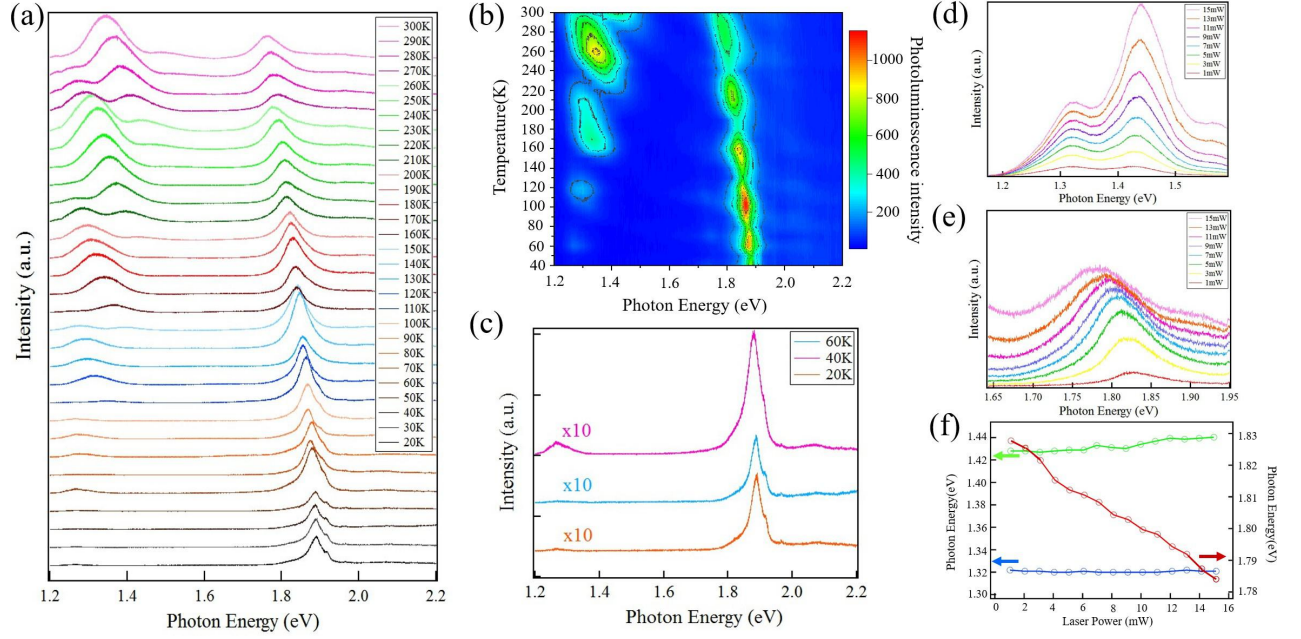 (a)
300K
290K
280K
270K
260K
250K
240K
230K
220K
210K
200K
190K
180K
170K
160K
150K
140K
130K
120K
110K
100K
90K
80K
70K
60K
50K
40K
30K
20K
Intensity (a.u.)
1.2 1.4 1.6 1.8 2.0 2.2
Photon Energy (eV)
(b)
300
280
260
240
220
200
180
160
140
120
100
80
60
40
Temperature(K)
1.2 1.4 1.6 1.8 2.0 2.2
Photon Energy (eV)
1000
800
600
400
200
Photoluminescence intensity
(c)
60K
40K
20K
x10
x10
x10
Intensity (a.u.)
1.2 1.4 1.6 1.8 2.0 2.2
Photon Energy (eV)
(d)
15mW
13mW
11mW
9mW
7mW
5mW
3mW
1mW
Intensity (a.u.)
1.2 1.3 1.4 1.5
Photon Energy (eV)
(e)
15mW
13mW
11mW
9mW
7mW
5mW
3mW
1mW
Intensity (a.u.)
1.65 1.70 1.75 1.80 1.85 1.90 1.95
Photon Energy (eV)
(f)
1.44
1.42
1.40
1.38
1.36
1.34
1.32
1.30
Photon Energy(eV)
1.83
1.82
1.81
1.80
1.79
1.78
Photon Energy(eV)
0 2 4 6 8 10 12 14 16
Laser Power (mW)